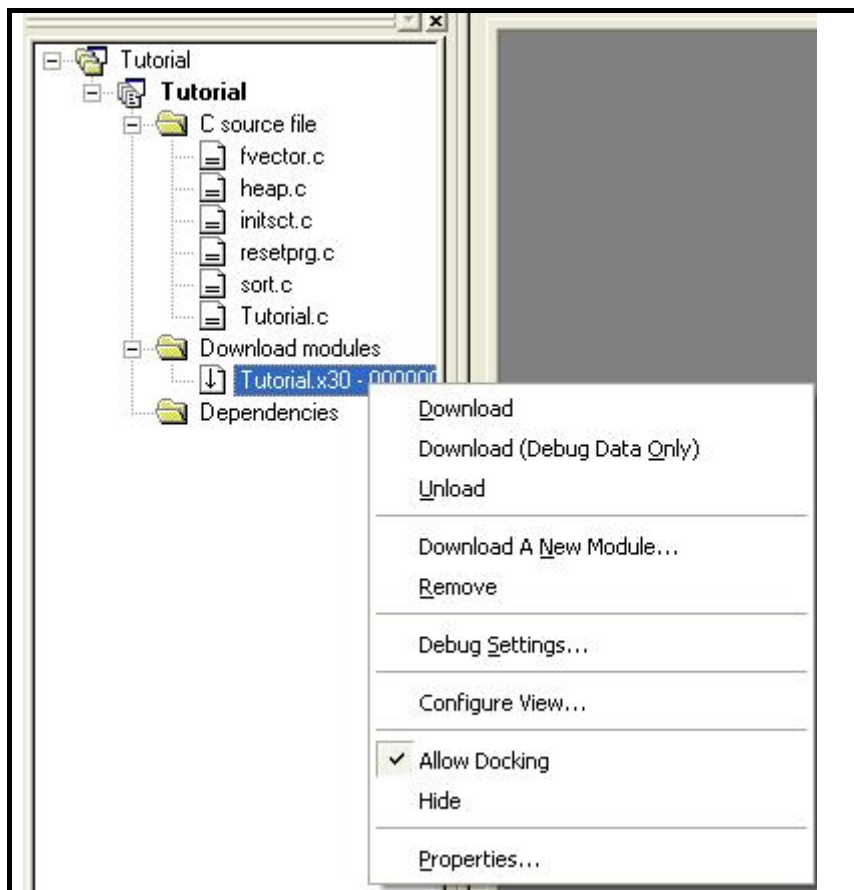 Tutorial
Tutorial
C source file
fvector.c
heap.c
initsct.c
resetprg.c
sort.c
Tutorial.c
Download modules
Tutorial.x30 - 000000
Dependencies
Download
Download (Debug Data Only)
Unload
Download A New Module...
Remove
Debug Settings...
Configure View...
Allow Docking
Hide
Properties...